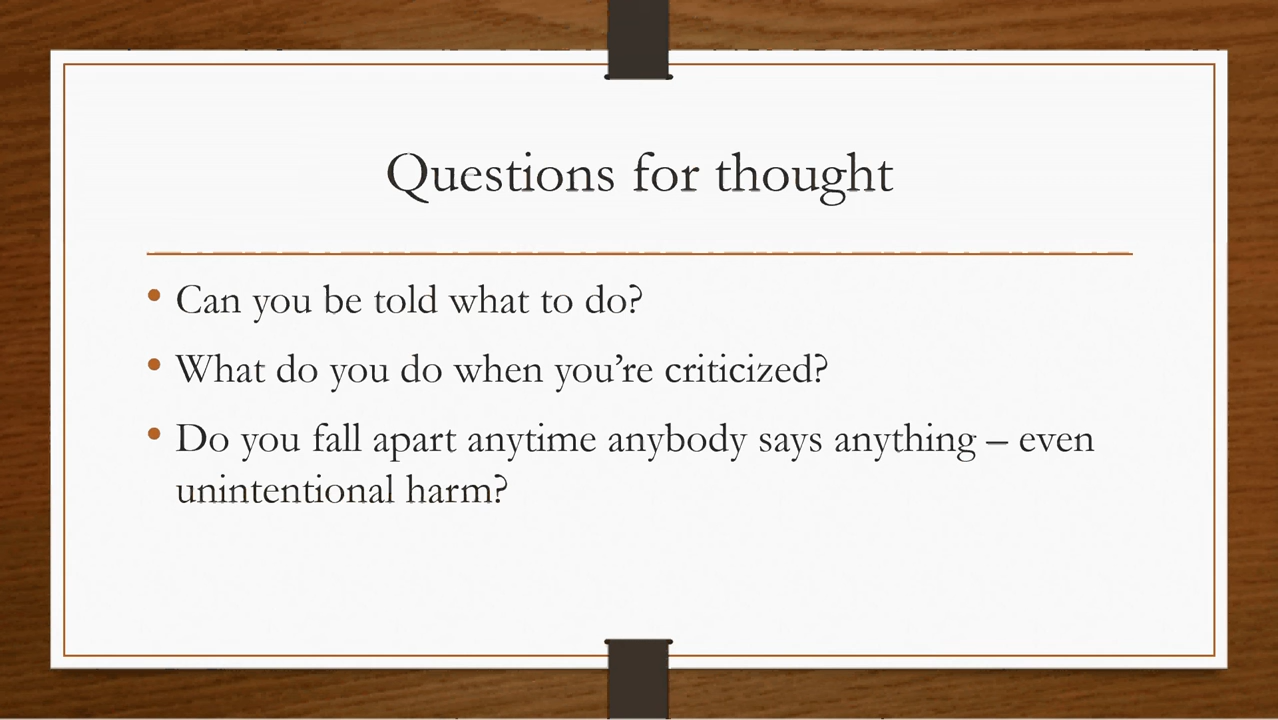 Questions for thought
• Can you be told what to do?
• What do you do when you’re criticized?
• Do you fall apart anytime anybody says anything – even
unintentional harm?